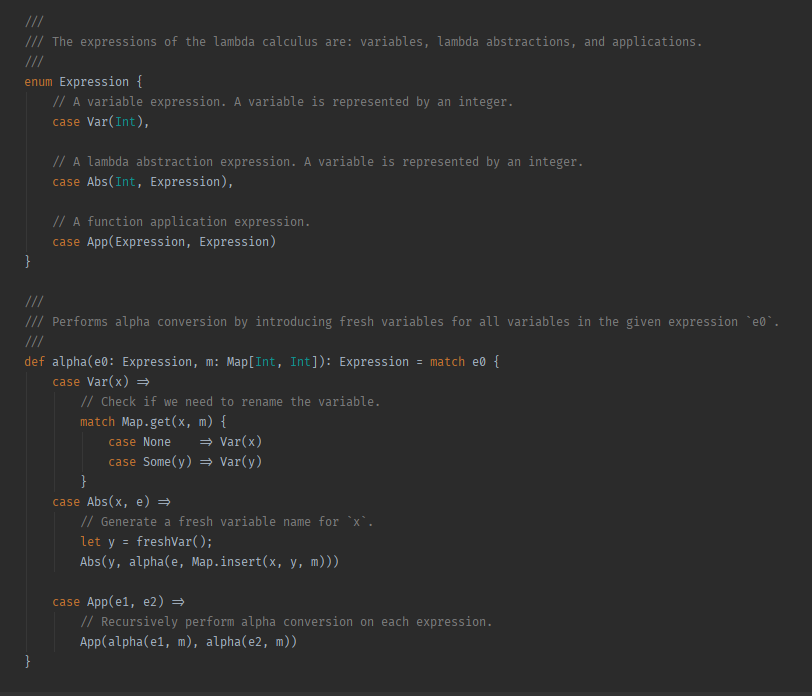 ///
/// The expressions of the lambda calculus are: variables, lambda abstractions, and applications.
///
enum Expression {
    // A variable expression. A variable is represented by an integer.
    case Var(Int),

    // A lambda abstraction expression. A variable is represented by an integer.
    case Abs(Int, Expression),

    // A function application expression.
    case App(Expression, Expression)
}

///
/// Performs alpha conversion by introducing fresh variables for all variables in the given expression `e0`.
///
def alpha(e0: Expression, m: Map[Int, Int]): Expression = match e0 {
    case Var(x) =>
        // Check if we need to rename the variable.
        match Map.get(x, m) {
            case None    => Var(x)
            case Some(y) => Var(y)
        }
    case Abs(x, e) =>
        // Generate a fresh variable name for `x`.
        let y = freshVar();
        Abs(y, alpha(e, Map.insert(x, y, m)))

    case App(e1, e2) =>
        // Recursively perform alpha conversion on each expression.
        App(alpha(e1, m), alpha(e2, m))
}